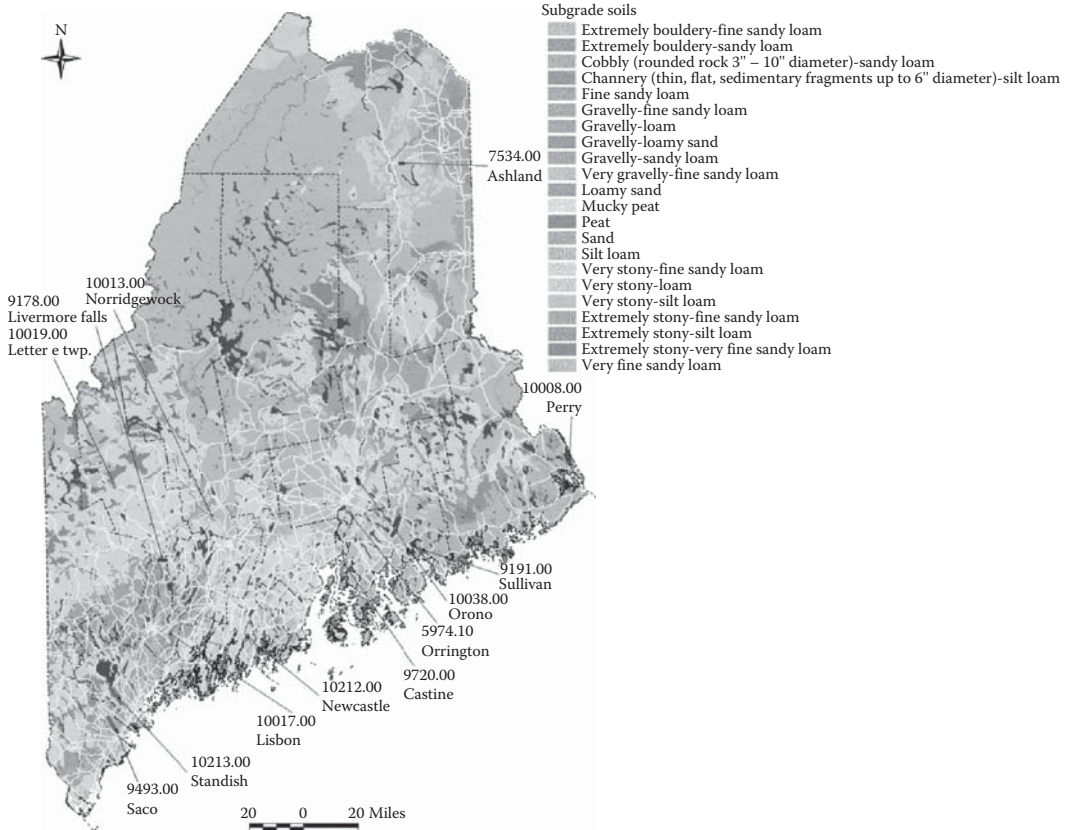 Subgrade soils
Extremely bouldery-fine sandy loam
Extremely bouldery-sandy loam
Cobbly (rounded rock 3" – 10" diameter)-sandy loam
Channery (thin, flat, sedimentary fragments up to 6" diameter)-silt loam
Fine sandy loam
Gravelly-fine sandy loam
Gravelly-loam
Gravelly-loamy sand
Gravelly-sandy loam
Very gravelly-fine sandy loam
Loamy sand
Mucky peat
Peat
Sand
Silt loam
Very stony-fine sandy loam
Very stony-loam
Very stony-silt loam
Extremely stony-fine sandy loam
Extremely stony-silt loam
Extremely stony-very fine sandy loam
Very fine sandy loam
N
7534.00
Ashland
10013.00
Norridgewock
9178.00
Livermore falls
10019.00
Letter e twp.
10008.00
Perry
9191.00
Sullivan
10038.00
Orono
5974.10
Orrington
9720.00
Castine
10212.00
Newcastle
10017.00
Lisbon
10213.00
Standish
9493.00
Saco
20 0 20 Miles